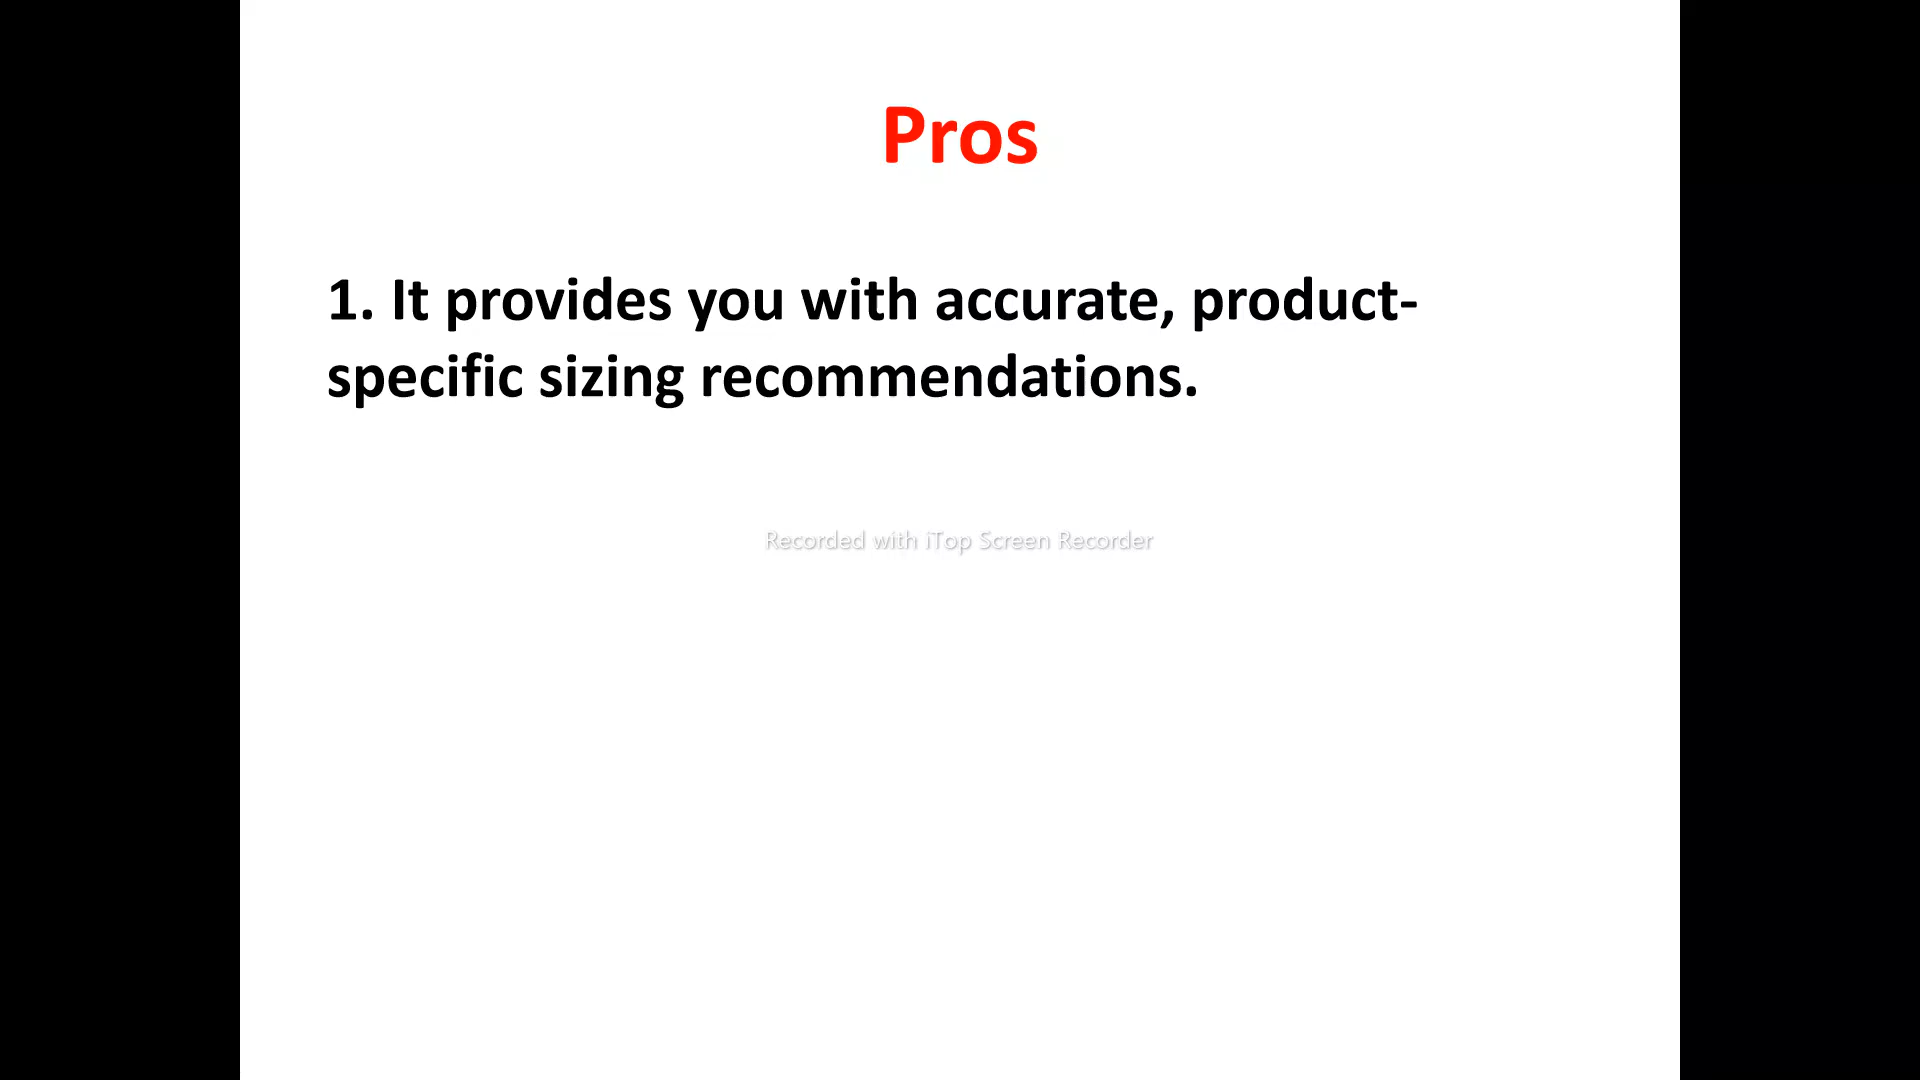 Pros
1. It provides you with accurate, product-
specific sizing recommendations.
Recorded with iTop Screen Recorder